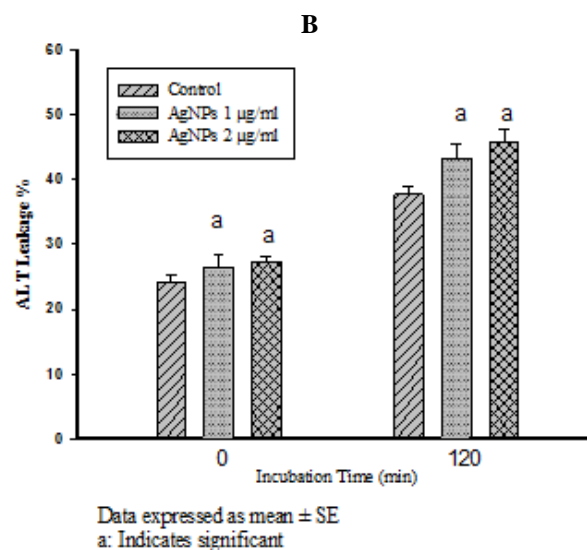 B
60
50
40
30
20
10
0
ALT Leakage %
Control
AgNPs 1 µg/ml
AgNPs 2 µg/ml
a a
a a
0 120
Incubation Time (min)
Data expressed as mean ± SE
a: Indicates significant